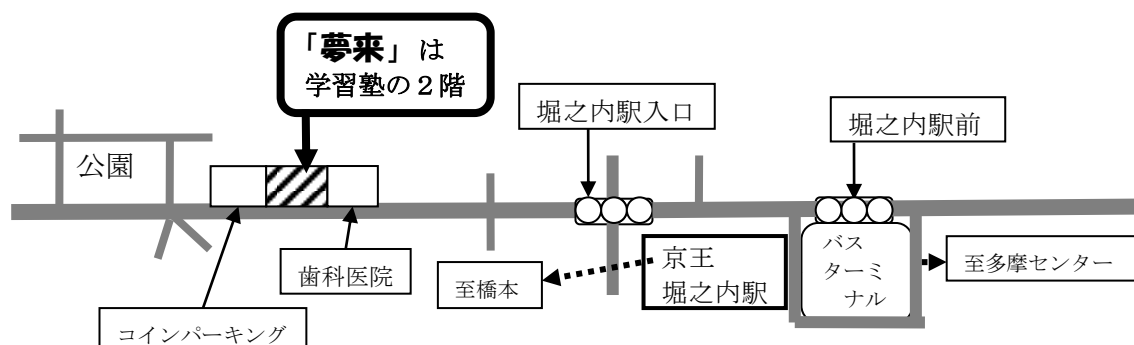 「夢来」は
学習塾の２階
堀之内駅入口
堀之内駅前
公園
歯科医院
コインパーキング
至橋本
京王
堀之内駅
バス
ターミ
ナル
至多摩センター